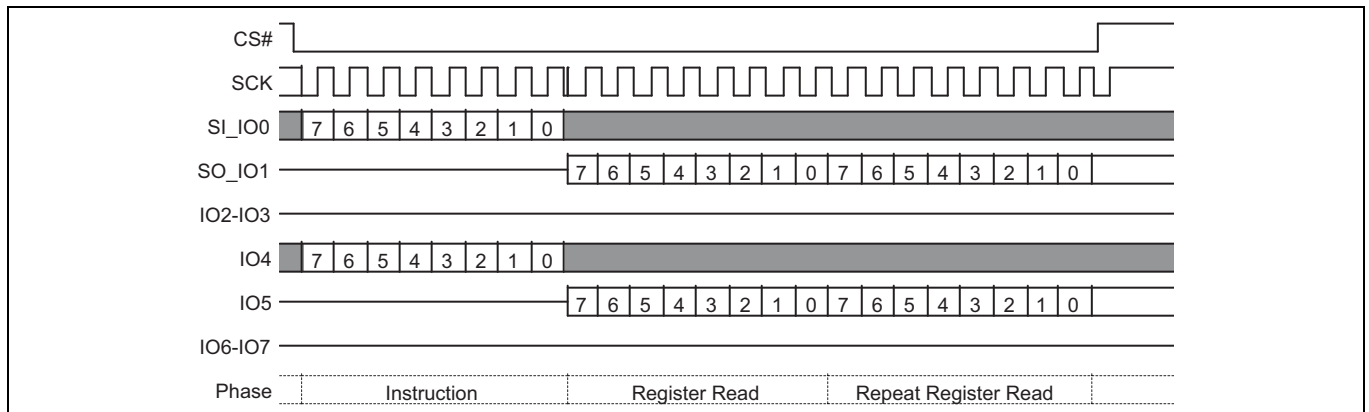 CS#
SCK
SI_IO0 7 6 5 4 3 2 1 0
SO_IO1 7 6 5 4 3 2 1 0 7 6 5 4 3 2 1 0
IO2-IO3
IO4 7 6 5 4 3 2 1 0
IO5 7 6 5 4 3 2 1 0 7 6 5 4 3 2 1 0
IO6-IO7
Phase Instruction Register Read Repeat Register Read